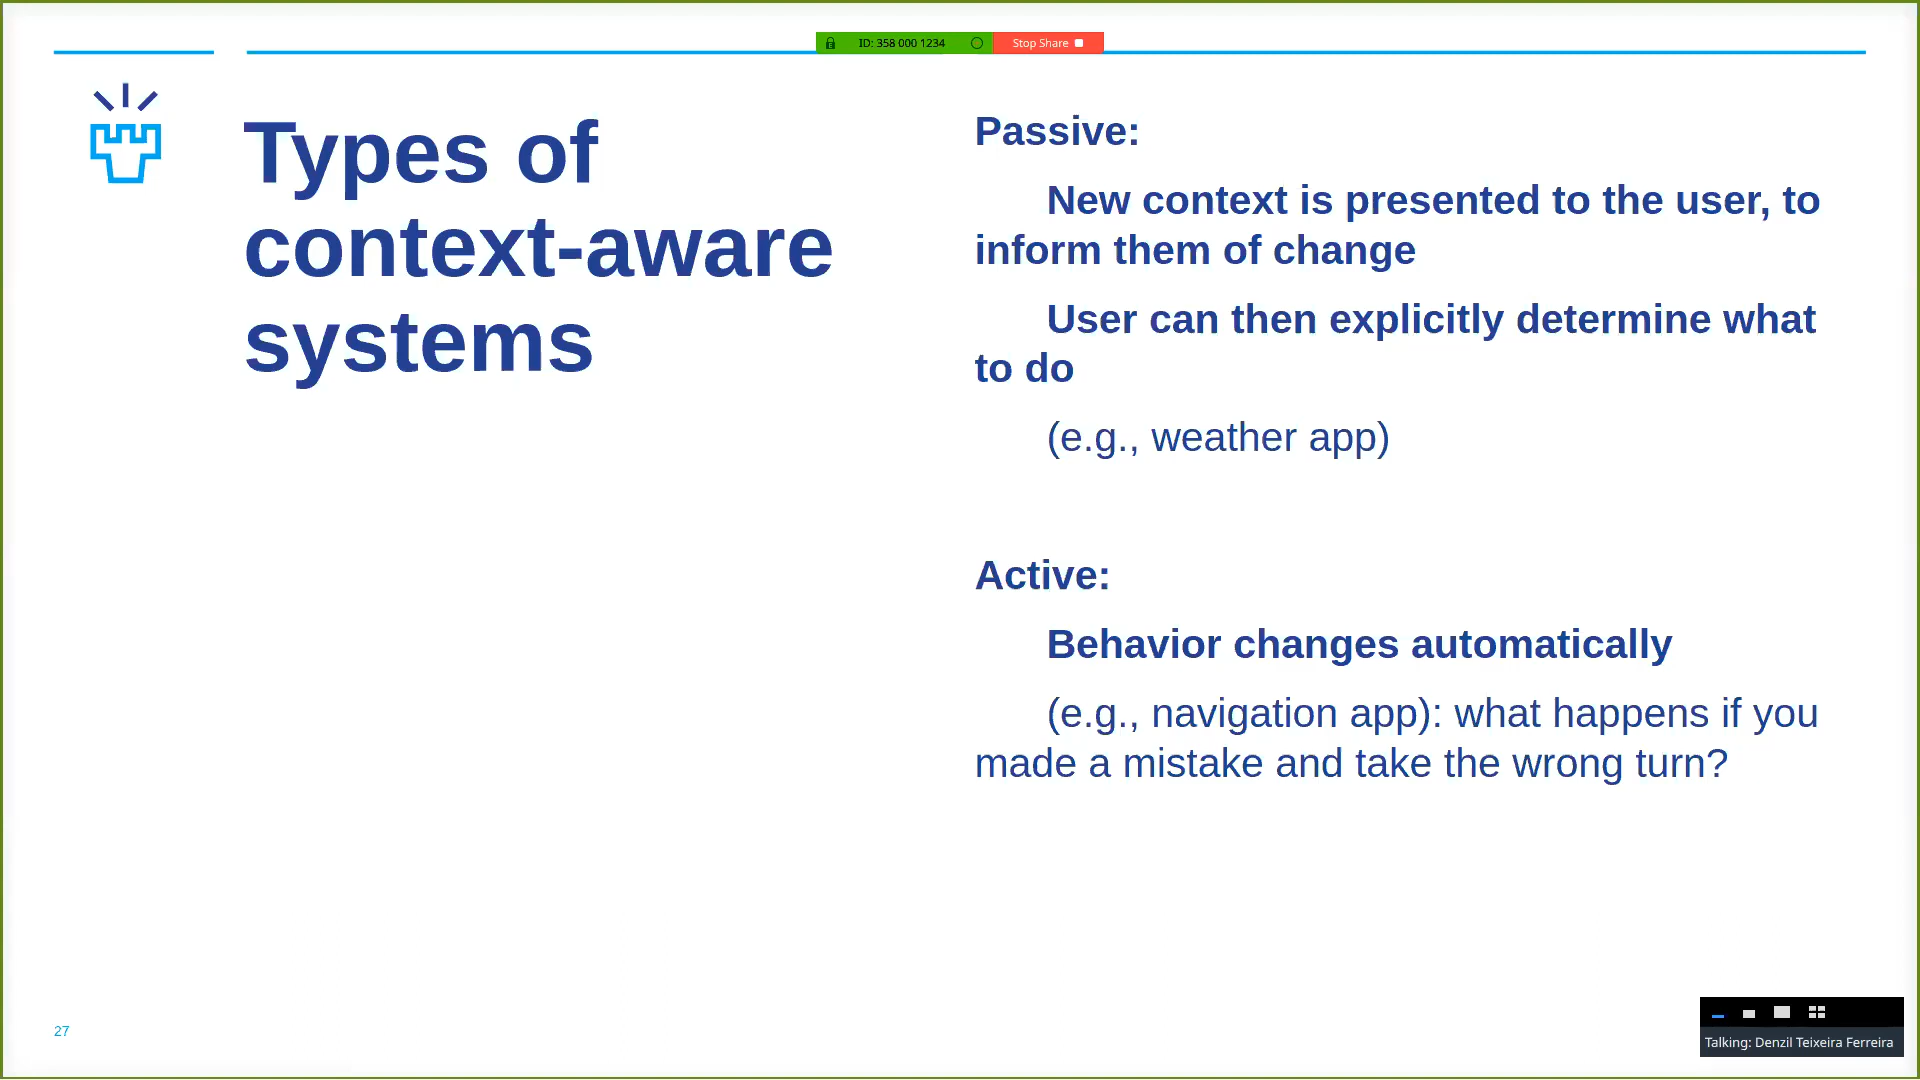 ID: 358 000 1234
Stop Share
Types of
context-aware
systems
Passive:
New context is presented to the user, to
inform them of change
User can then explicitly determine what
to do
(e.g., weather app)
Active:
Behavior changes automatically
(e.g., navigation app): what happens if you
made a mistake and take the wrong turn?
27
Talking: Denzil Teixeira Ferreira